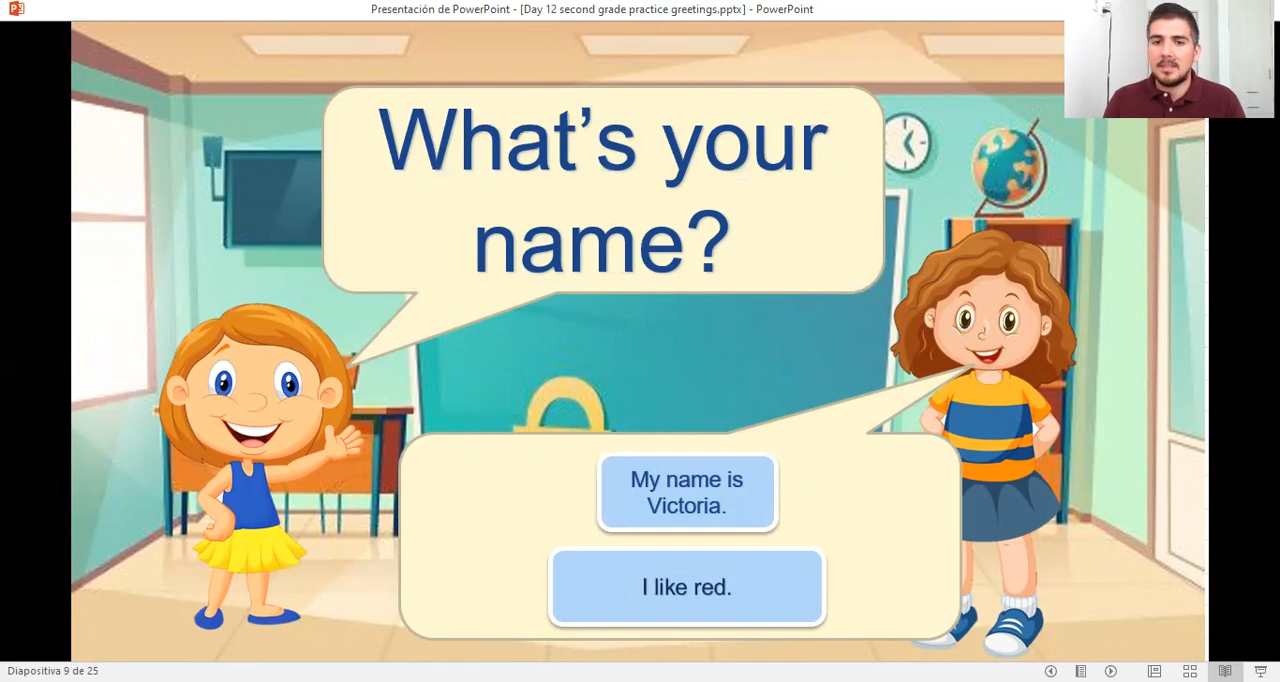 Presentación de PowerPoint - [Day 12 second grade practice greetings.pptx] - PowerPoint
What's your
name?
My name is
Victoria.
I like red.
Diapositiva 9 de 25